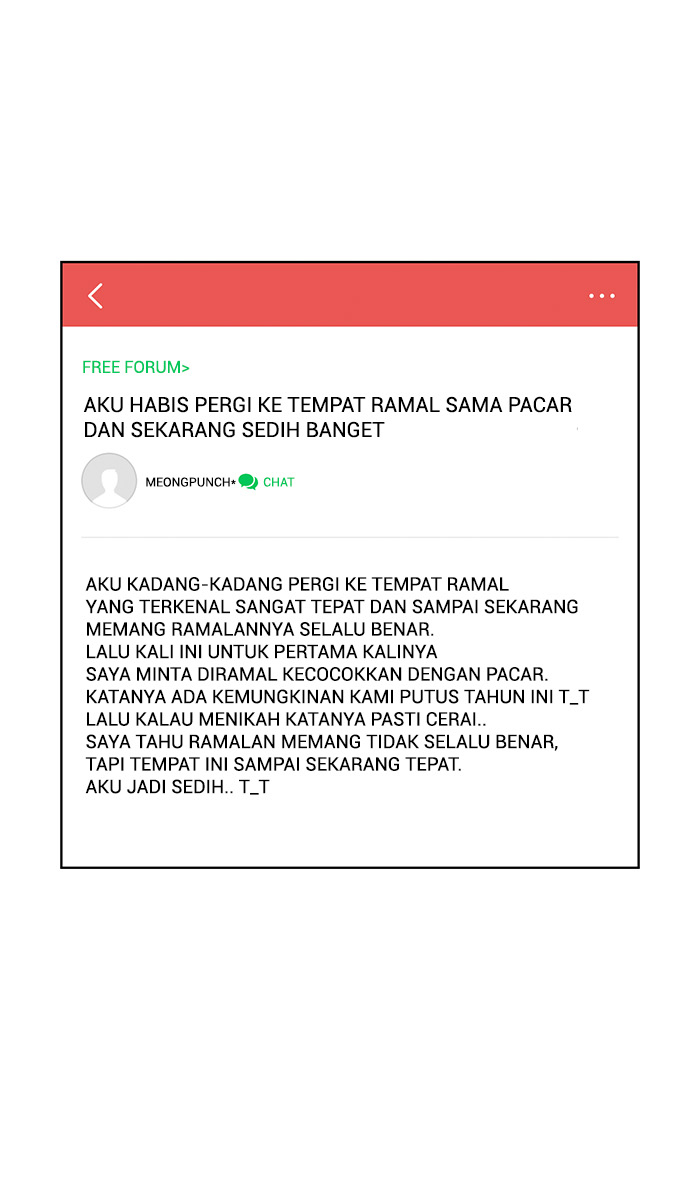 FREE FORUM>
AKU HABIS PERGI KE TEMPAT RAMAL SAMA PACAR
DAN SEKARANG SEDIH BANGET
MEONGPUNCH* CHAT
AKU KADANG-KADANG PERGI KE TEMPAT RAMAL
YANG TERKENAL SANGAT TEPAT DAN SAMPAI SEKARANG
MEMANG RAMALANNYA SELALU BENAR.
LALU KALI INI UNTUK PERTAMA KALINYA
SAYA MINTA DIRAMAL KECOCOKKAN DENGAN PACAR.
KATANYA ADA KEMUNGKINAN KAMI PUTUS TAHUN INI T_T
LALU KALAU MENIKAH KATANYA PASTI CERAI..
SAYA TAHU RAMALAN MEMANG TIDAK SELALU BENAR,
TAPI TEMPAT INI SAMPAI SEKARANG TEPAT.
AKU JADI SEDIH.. T_T